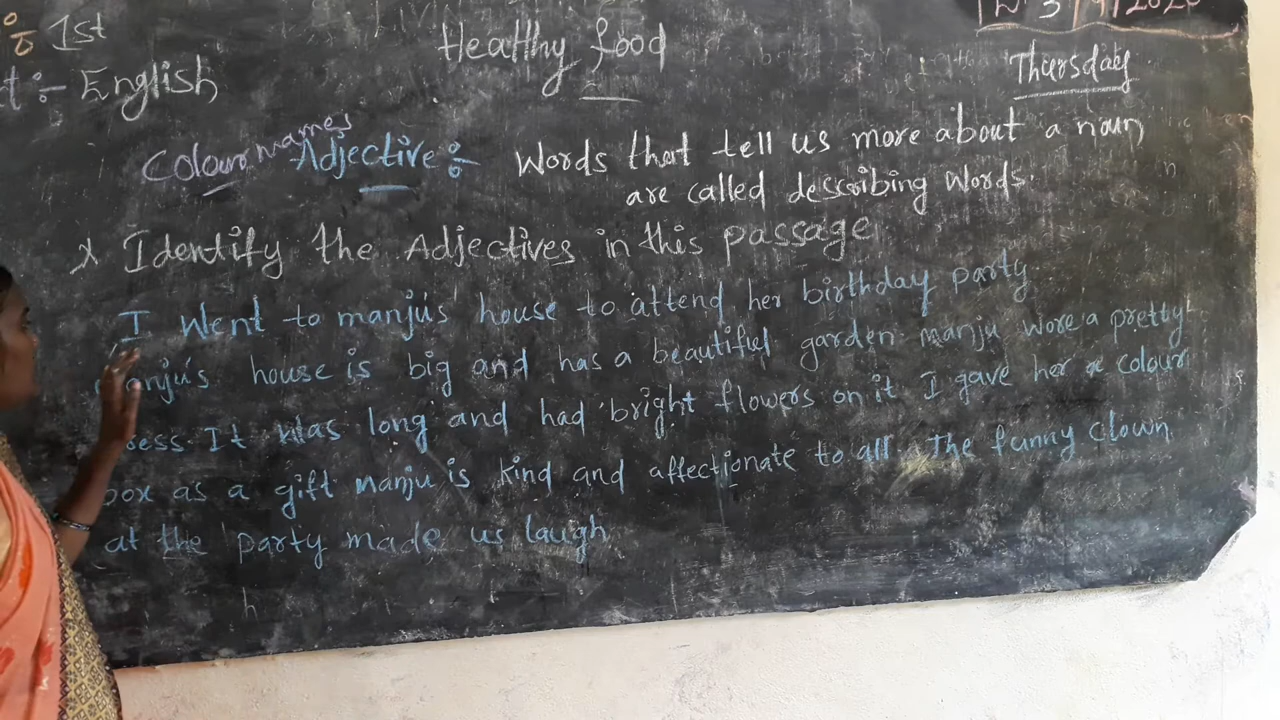 1st
Healthy food
3
Thursday
English
Colour names
Adjective
Words that tell us more about a noun
are called describing words.
Identify the Adjectives in this passage
I Went to manju's house to attend her birthday party.
manju's house is big and has a beautiful garden manju wore a pretty
It was long and had bright flowers on it I gave her a colour
box as a gift manju is kind and affectionate to all The funny clown
at the party made us laugh
h